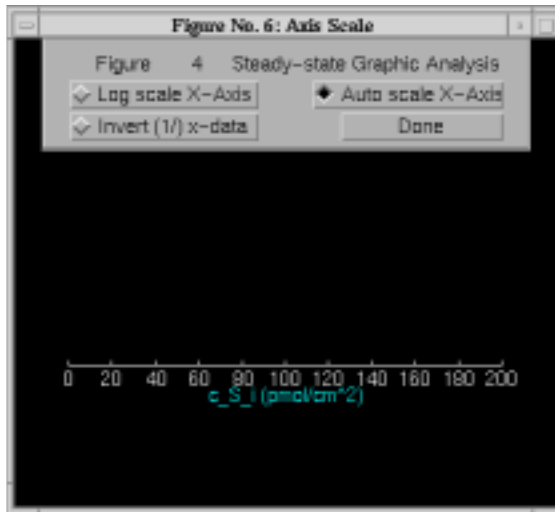 Figure No. 6: Axis Scale
Figure 4 Steady-state Graphic Analysis
Log scale X-Axis Auto scale X-Axis
Invert (1/) x-data Done
0 20 40 60 80 100 120 140 160 180 200
c_S_i (pmol/cm^2)